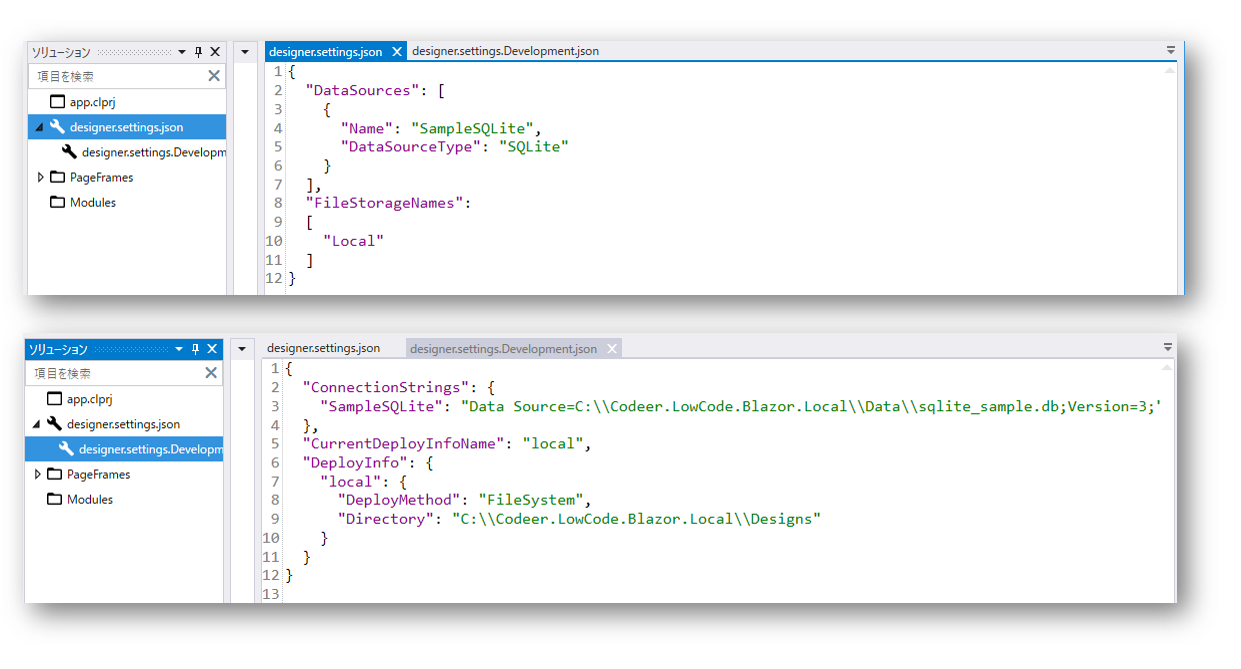 ソリューション
designer.settings.json designer.settings.Development.json
項目を検索
app.clprj
designer.settings.json
designer.settings.Developm
PageFrames
Modules
1 {
2   "DataSources": [
3     {
4       "Name": "SampleSQLite",
5       "DataSourceType": "SQLite"
6     }
7   ],
8   "FileStorageNames":
9   [
10     "Local"
11   ]
12 }
ソリューション
designer.settings.json designer.settings.Development.json
項目を検索
app.clprj
designer.settings.json
designer.settings.Developm
PageFrames
Modules
1 {
2   "ConnectionStrings": {
3     "SampleSQLite": "Data Source=C:\\Codeer.LowCode.Blazor.Local\\Data\\sqlite_sample.db;Version=3;'
4   },
5   "CurrentDeployInfoName": "local",
6   "DeployInfo": {
7     "local": {
8       "DeployMethod": "FileSystem",
9       "Directory": "C:\\Codeer.LowCode.Blazor.Local\\Designs"
10     }
11   }
12 }
13